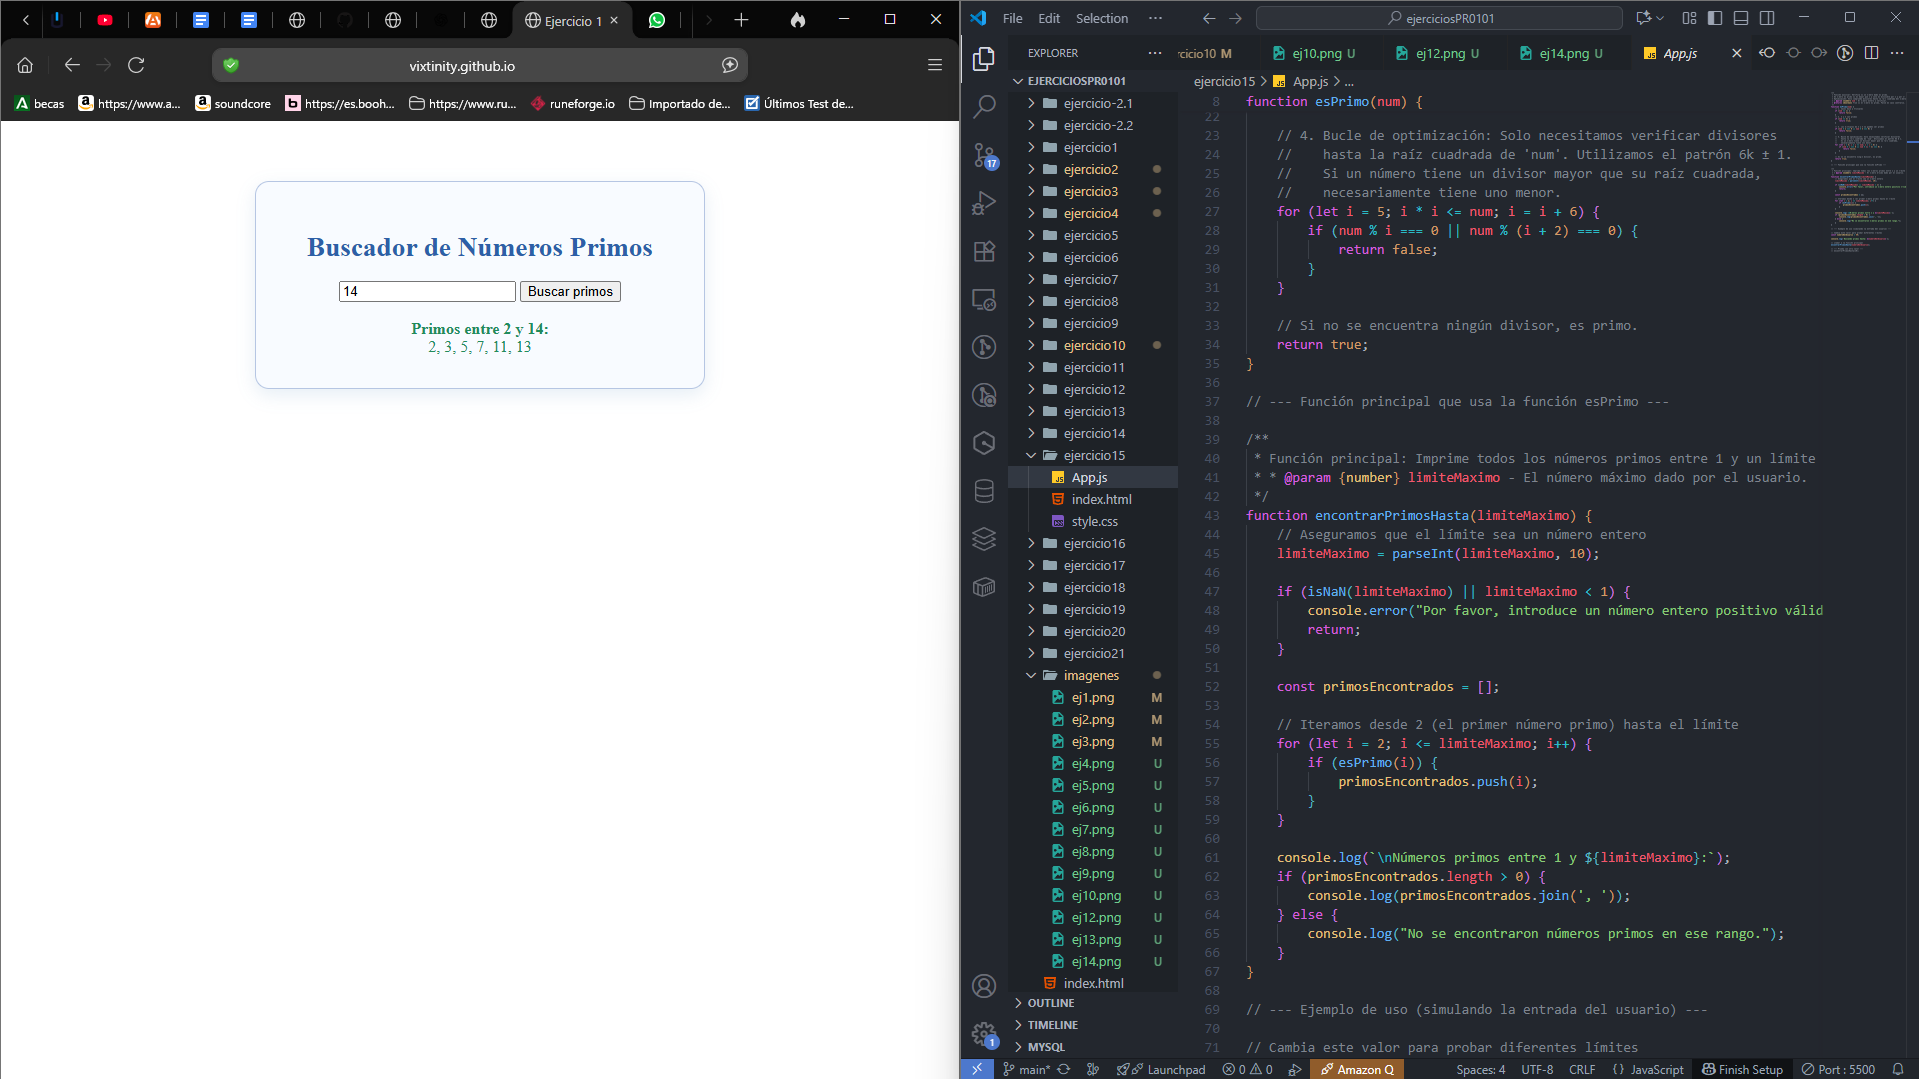 Ejercicio 1
vixtinity.github.io
becas
https://www.a...
soundcore
https://es.booh...
https://www.ru...
runeforge.io
Importado de...
Últimos Test de...
Buscador de Números Primos
14
Buscar primos
Primos entre 2 y 14:
2, 3, 5, 7, 11, 13
File
Edit
Selection
ejerciciosPR0101
EXPLORER
rcicio10 M
ej10.png U
ej12.png U
ej14.png U
App.js
EJERCICIOSPR0101
ejercicio15 > App.js > ...
ejercicio-2.1
ejercicio-2.2
ejercicio1
ejercicio2
ejercicio3
ejercicio4
ejercicio5
ejercicio6
ejercicio7
ejercicio8
ejercicio9
ejercicio10
ejercicio11
ejercicio12
ejercicio13
ejercicio14
ejercicio15
App.js
index.html
style.css
ejercicio16
ejercicio17
ejercicio18
ejercicio19
ejercicio20
ejercicio21
imagenes
ej1.png M
ej2.png M
ej3.png M
ej4.png U
ej5.png U
ej6.png U
ej7.png U
ej8.png U
ej9.png U
ej10.png U
ej12.png U
ej13.png U
ej14.png U
index.html
OUTLINE
TIMELINE
MYSQL
17
1
8 function esPrimo(num) {
22
23 // 4. Bucle de optimización: Solo necesitamos verificar divisores
24 //    hasta la raíz cuadrada de 'num'. Utilizamos el patrón 6k ± 1.
25 //    Si un número tiene un divisor mayor que su raíz cuadrada,
26 //    necesariamente tiene uno menor.
27 for (let i = 5; i * i <= num; i = i + 6) {
28 if (num % i === 0 || num % (i + 2) === 0) {
29 return false;
30 }
31 }
32
33 // Si no se encuentra ningún divisor, es primo.
34 return true;
35 }
36
37 // --- Función principal que usa la función esPrimo ---
38
39 /**
40 * Función principal: Imprime todos los números primos entre 1 y un límite
41 * * @param {number} limiteMaximo - El número máximo dado por el usuario.
42 */
43 function encontrarPrimosHasta(limiteMaximo) {
44 // Aseguramos que el límite sea un número entero
45 limiteMaximo = parseInt(limiteMaximo, 10);
46
47 if (isNaN(limiteMaximo) || limiteMaximo < 1) {
48 console.error("Por favor, introduce un número entero positivo válid
49 return;
50 }
51
52 const primosEncontrados = [];
53
54 // Iteramos desde 2 (el primer número primo) hasta el límite
55 for (let i = 2; i <= limiteMaximo; i++) {
56 if (esPrimo(i)) {
57 primosEncontrados.push(i);
58 }
59 }
60
61 console.log(`\nNúmeros primos entre 1 y ${limiteMaximo}:`);
62 if (primosEncontrados.length > 0) {
63 console.log(primosEncontrados.join(', '));
64 } else {
65 console.log("No se encontraron números primos en ese rango.");
66 }
67 }
68
69 // --- Ejemplo de uso (simulando la entrada del usuario) ---
70
71 // Cambia este valor para probar diferentes límites
main*
Launchpad
0
0
Amazon Q
Spaces: 4
UTF-8
CRLF
{ } JavaScript
Finish Setup
Port : 5500